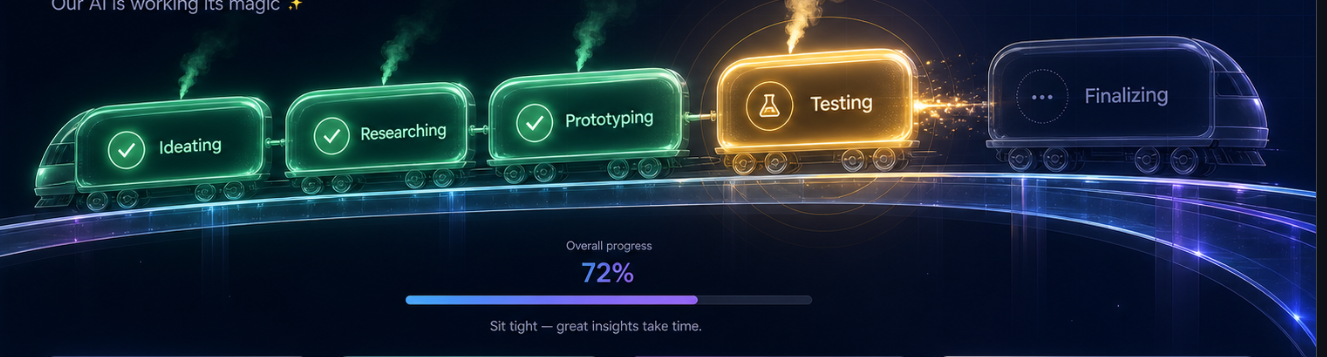 Our AI is working its magic ✨
Ideating
Researching
Prototyping
Testing
Finalizing
Overall progress
72%
Sit tight — great insights take time.